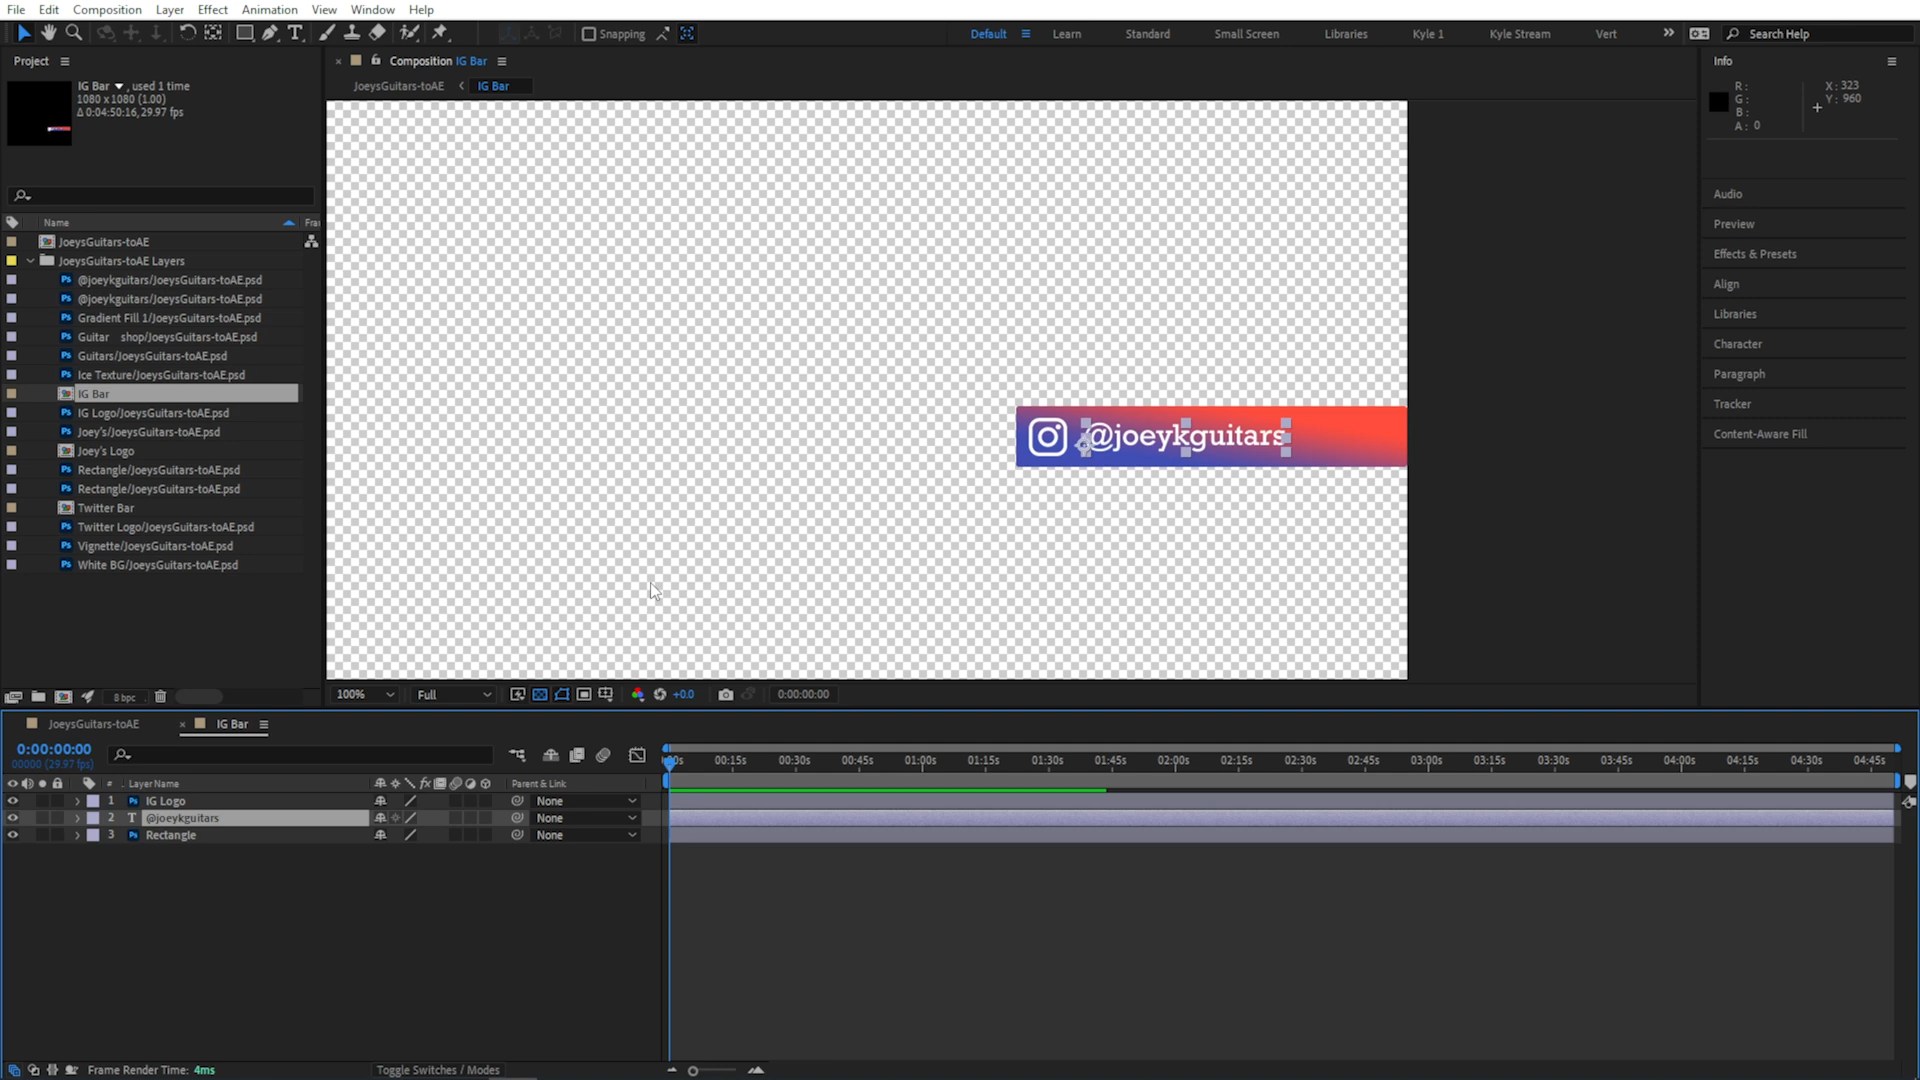 File Edit Composition Layer Effect Animation View Window Help
Snapping
Default Learn Standard Small Screen Libraries Kyle 1 Kyle Stream Vert » Search Help
Project
IG Bar , used 1 time
1080 x 1080 (1.00)
Δ 0:04:50:16, 29.97 fps
Name Fra
JoeysGuitars-toAE
JoeysGuitars-toAE Layers
@joeykguitars/JoeysGuitars-toAE.psd
@joeykguitars/JoeysGuitars-toAE.psd
Gradient Fill 1/JoeysGuitars-toAE.psd
Guitar shop/JoeysGuitars-toAE.psd
Guitars/JoeysGuitars-toAE.psd
Ice Texture/JoeysGuitars-toAE.psd
IG Bar
IG Logo/JoeysGuitars-toAE.psd
Joey's/JoeysGuitars-toAE.psd
Joey's Logo
Rectangle/JoeysGuitars-toAE.psd
Rectangle/JoeysGuitars-toAE.psd
Twitter Bar
Twitter Logo/JoeysGuitars-toAE.psd
Vignette/JoeysGuitars-toAE.psd
White BG/JoeysGuitars-toAE.psd
8 bpc
Composition IG Bar
JoeysGuitars-toAE IG Bar
@joeykguitars
100% Full +0.0 0:00:00:00
Info
R: X: 323
G: Y: 960
B:
A: 0
Audio
Preview
Effects & Presets
Align
Libraries
Character
Paragraph
Tracker
Content-Aware Fill
JoeysGuitars-toAE IG Bar
0:00:00:00
00000 (29.97 fps)
00:15s 00:30s 00:45s 01:00s 01:15s 01:30s 01:45s 02:00s 02:15s 02:30s 02:45s 03:00s 03:15s 03:30s 03:45s 04:00s 04:15s 04:30s 04:45s
# Layer Name fx Parent & Link
1 Ps IG Logo None
2 T @joeykguitars None
3 Ps Rectangle None
Frame Render Time: 4ms Toggle Switches / Modes